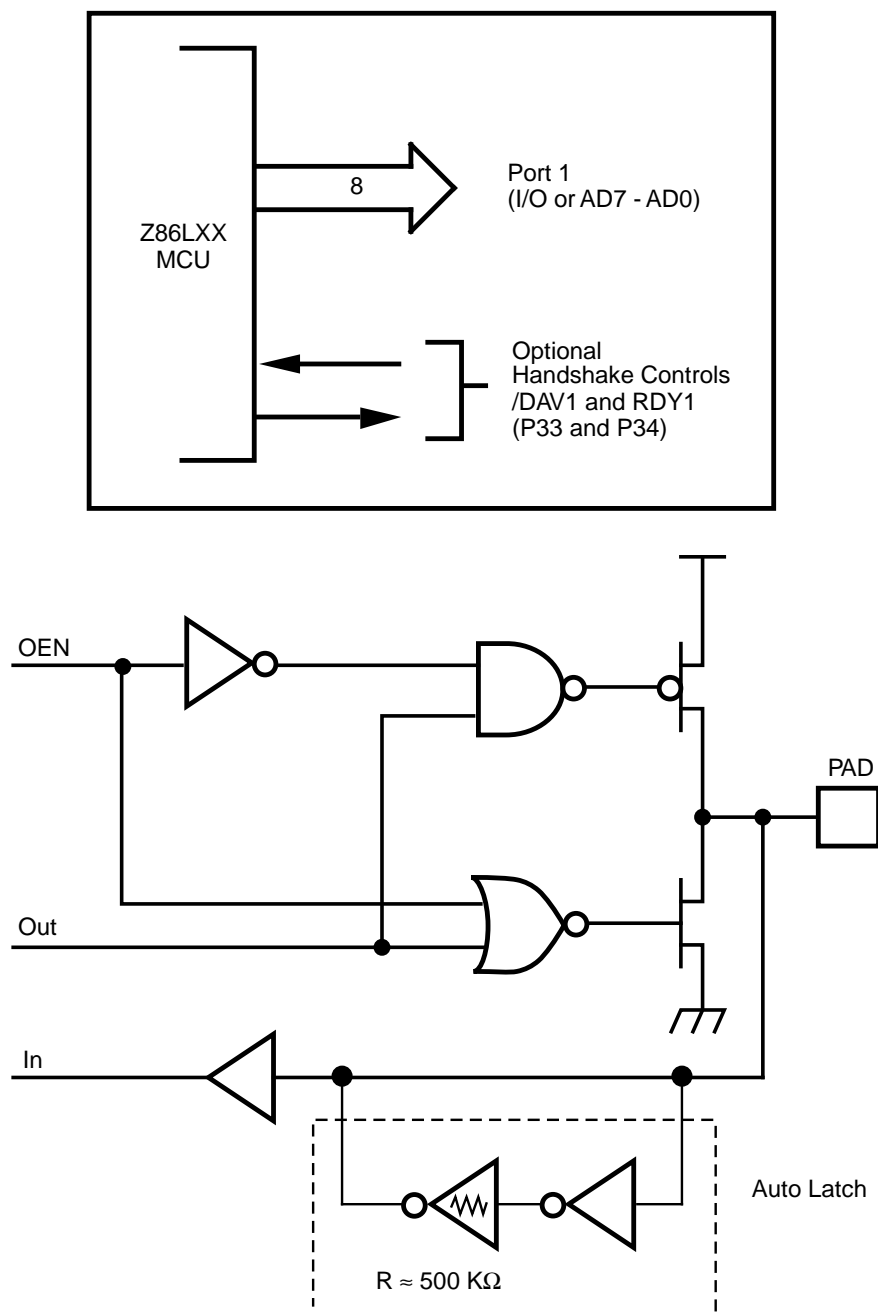 Z86LXX
MCU
8
Port 1
(I/O or AD7 - AD0)
Optional
Handshake Controls
/DAV1 and RDY1
(P33 and P34)
OEN
PAD
Out
In
Auto Latch
R ≈ 500 KΩ